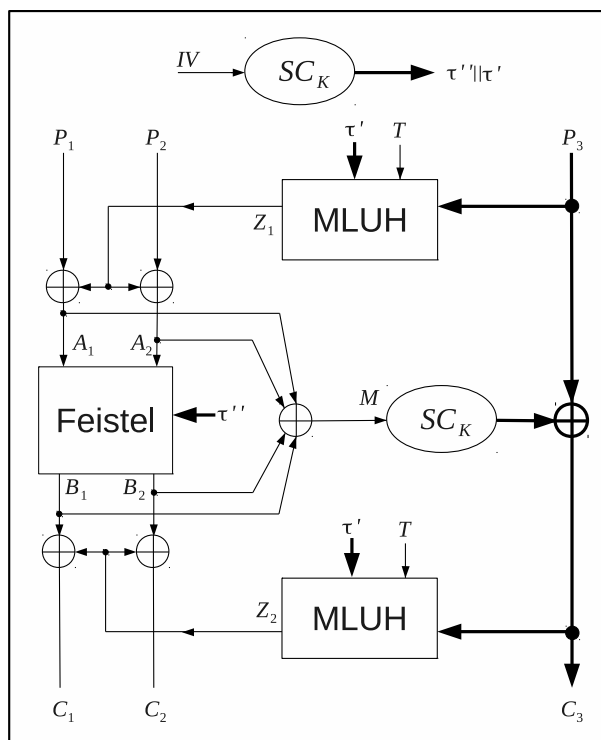 IV SC_K τ''||τ'
P_1 P_2 τ' T P_3
Z_1 MLUH
A_1 A_2
Feistel τ'' M SC_K
B_1 B_2
τ' T
Z_2 MLUH
C_1 C_2 C_3